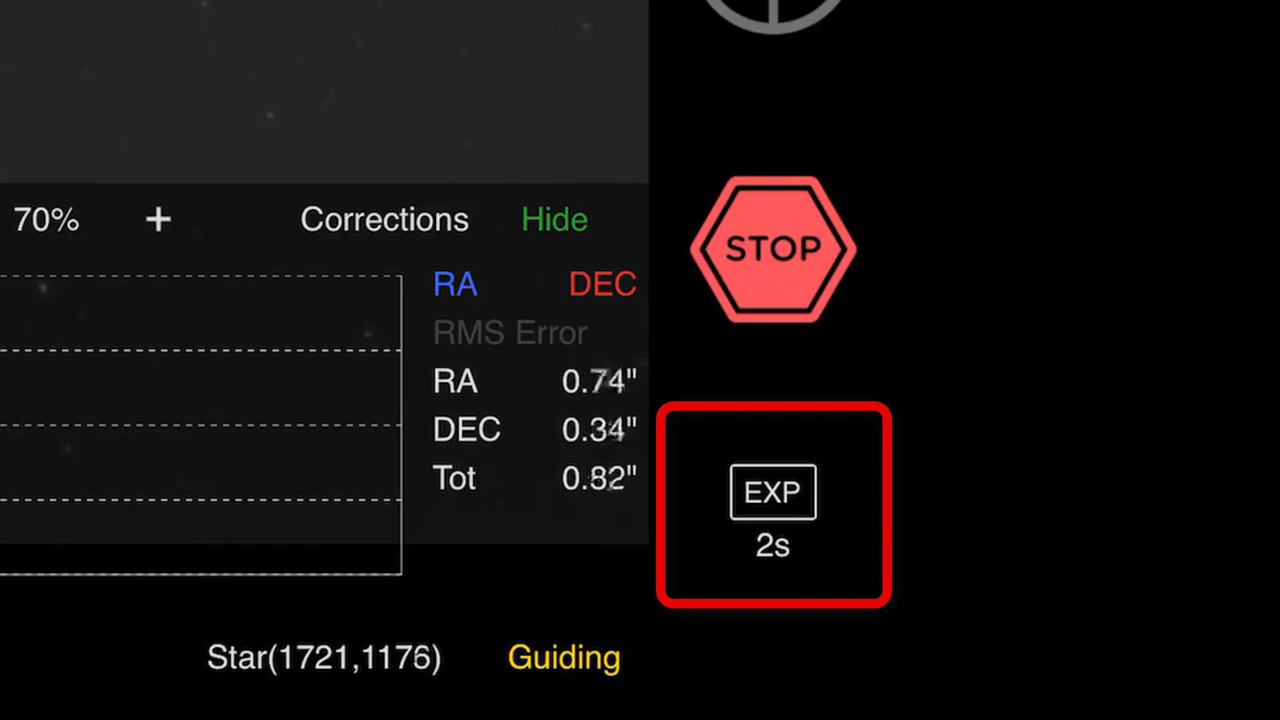 70% + Corrections Hide
RA DEC
RMS Error
RA 0.74"
DEC 0.34"
Tot 0.82"
Star(1721,1176) Guiding
STOP
EXP
2s